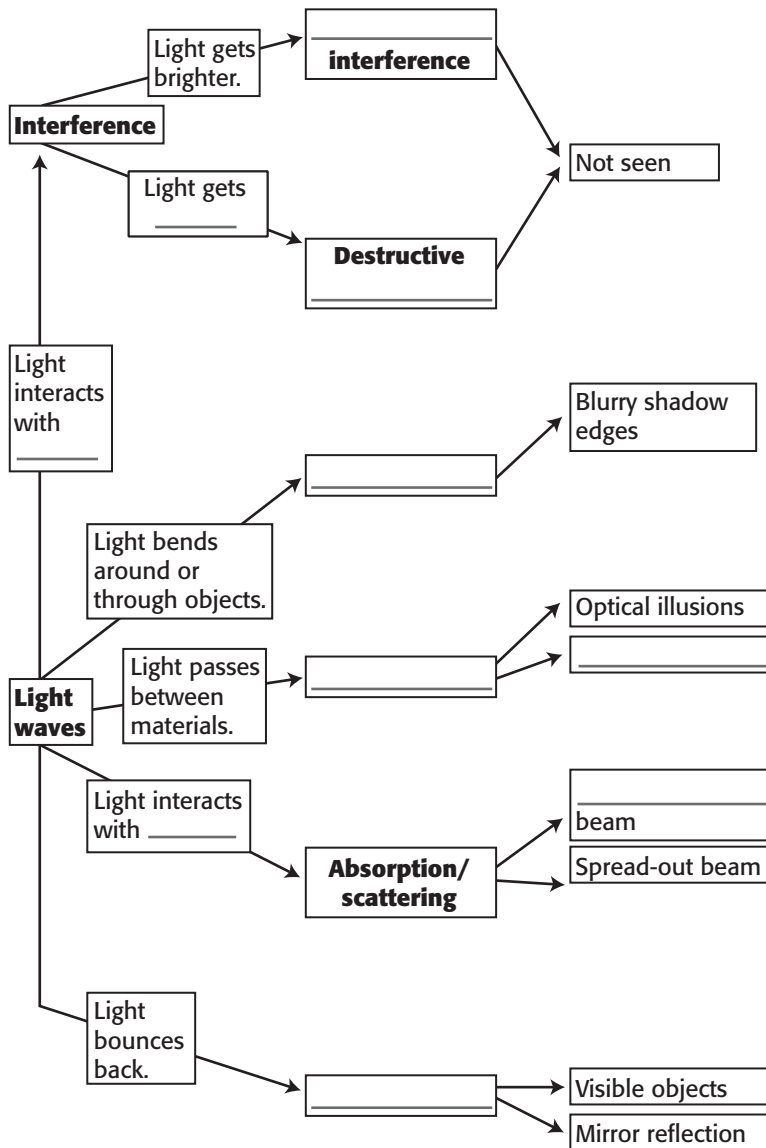 Light gets
brighter.
interference
Interference
Not seen
Light gets
Destructive
Light
interacts
with
Blurry shadow
edges
Light bends
around or
through objects.
Optical illusions
Light passes
between
materials.
Light
waves
Light interacts
with
beam
Absorption/
scattering
Spread-out beam
Light
bounces
back.
Visible objects
Mirror reflection